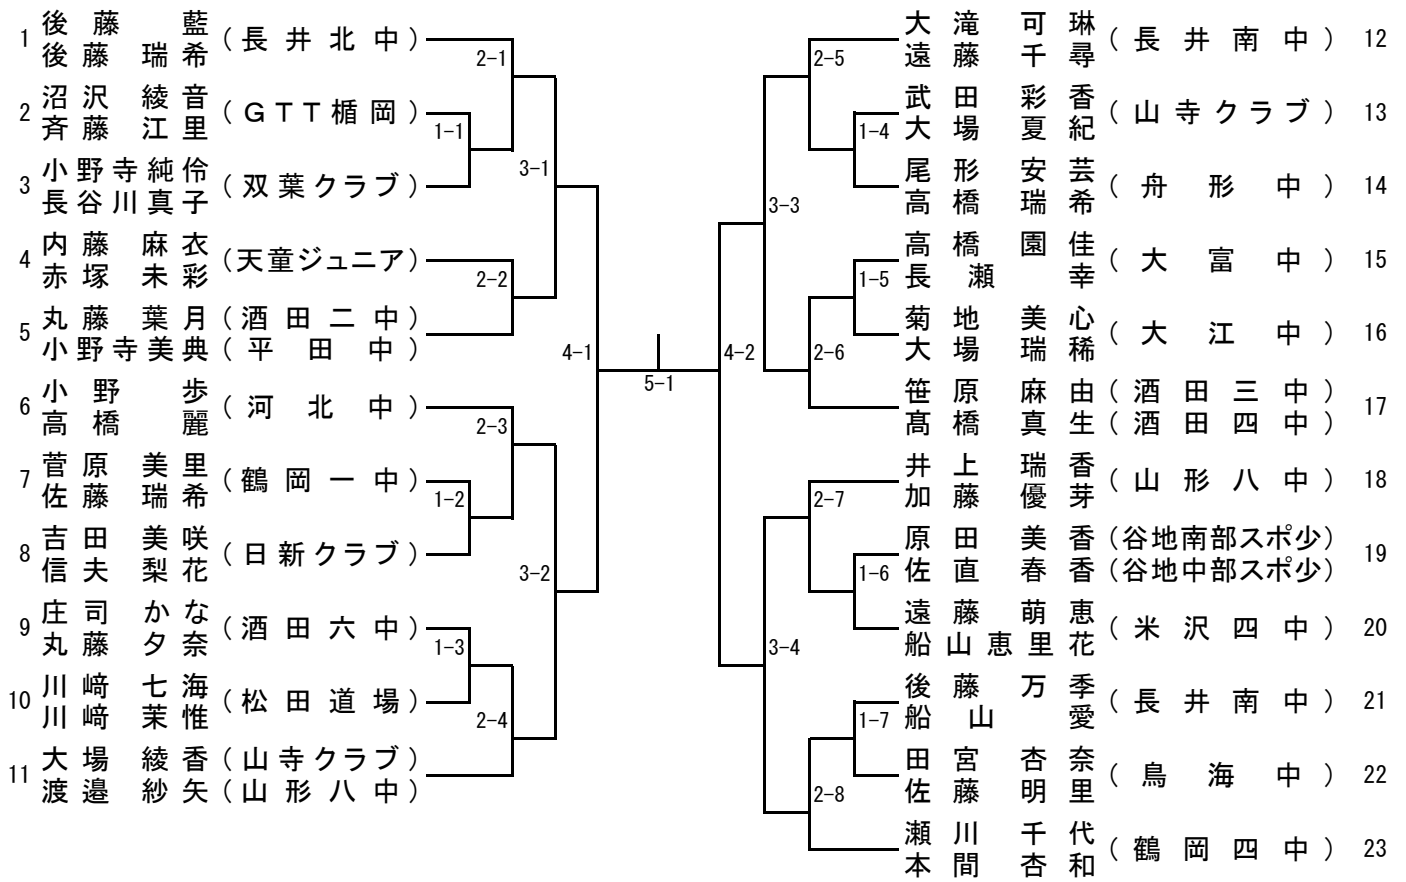 1 後藤藍 (長井北中)
後藤瑞希
2 沼沢綾音 (GTT楯岡)
斉藤江里
3 小野寺純伶 (双葉クラブ)
長谷川真子
4 内藤麻衣 (天童ジュニア)
赤塚未彩
5 丸藤葉月 (酒田二中)
小野寺美典 (平田中)
6 小野歩 (河北中)
高橋麗
7 菅原美里 (鶴岡一中)
佐藤瑞希
8 吉田美咲 (日新クラブ)
信夫梨花
9 庄司かな (酒田六中)
丸藤夕奈
10 川﨑七海 (松田道場)
川﨑茉惟
11 大場綾香 (山寺クラブ)
渡邉紗矢 (山形八中)
2-1
1-1
3-1
2-2
4-1
2-3
1-2
3-2
1-3
2-4
5-1
2-5
1-4
3-3
1-5
4-2
2-6
2-7
1-6
3-4
1-7
2-8
大滝可琳 (長井南中) 12
遠藤千尋
武田彩香 (山寺クラブ) 13
大場夏紀
尾形安芸 (舟形中) 14
高橋瑞希
高橋園佳 (大富中) 15
長瀬幸
菊地美心 (大江中) 16
大場瑞稀
笹原麻由 (酒田三中) 17
髙橋真生 (酒田四中)
井上瑞香 (山形八中) 18
加藤優芽
原田美香 (谷地南部スポ少) 19
佐直春香 (谷地中部スポ少)
遠藤萌恵 (米沢四中) 20
船山恵里花
後藤万季 (長井南中) 21
船山愛
田宮杏奈 (鳥海中) 22
佐藤明里
瀬川千代 (鶴岡四中) 23
本間杏和